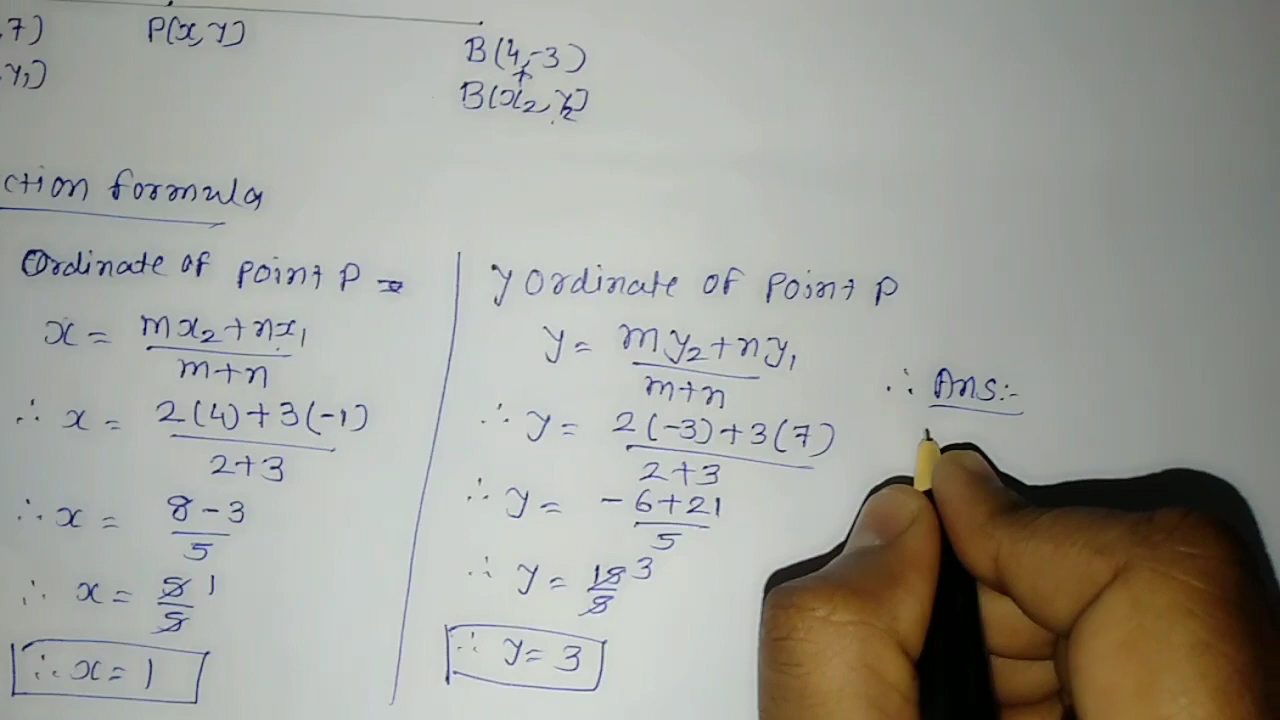 ,7) P(x,y) B(4,-3)
y₁) B(x₂,y₂)
ction formula
Ordinate of point P =
x = mx₂+nx₁ / m+n
∴ x = 2(4)+3(-1) / 2+3
∴ x = 8-3 / 5
∴ x = 5/5 1
∴ x = 1
y ordinate of point P
y = my₂+ny₁ / m+n
∴ y = 2(-3)+3(7) / 2+3
∴ y = -6+21 / 5
∴ y = 15/5 3
∴ y = 3
∴ Ans:-